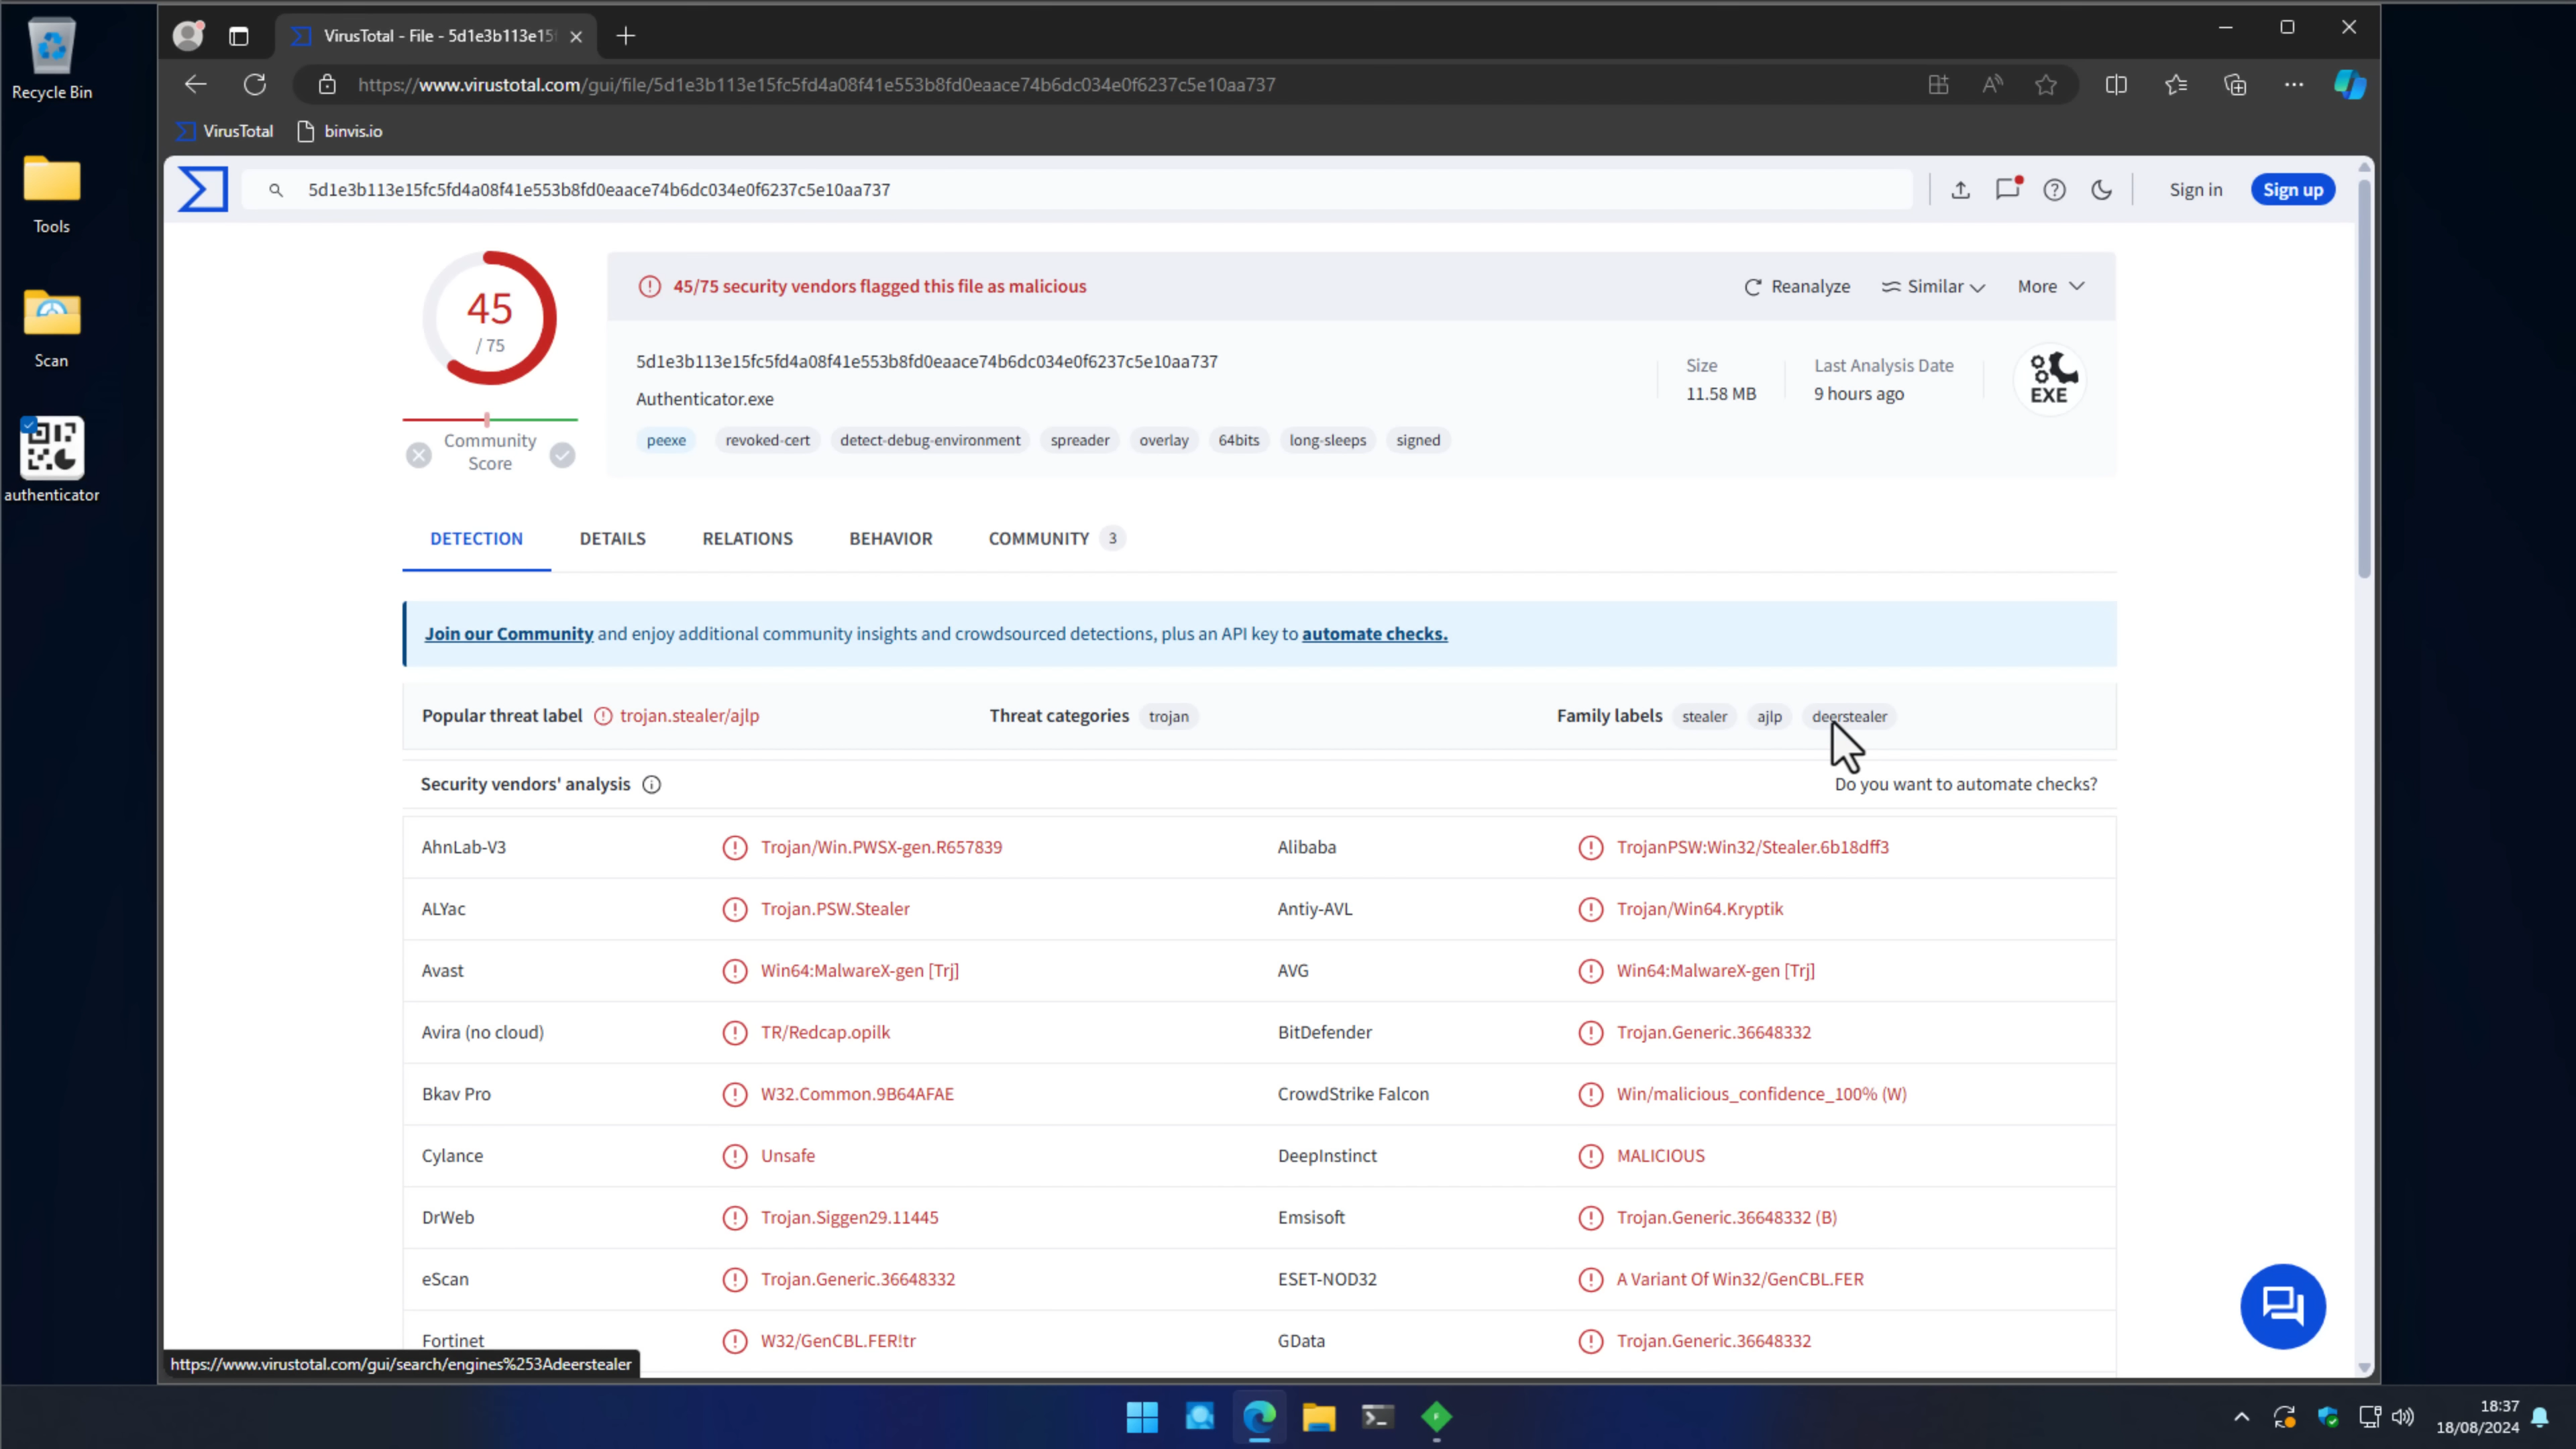 Recycle Bin
Tools
Scan
authenticator
VirusTotal - File - 5d1e3b113e15
https://www.virustotal.com/gui/file/5d1e3b113e15fc5fd4a08f41e553b8fd0eaace74b6dc034e0f6237c5e10aa737
VirusTotal binvis.io
5d1e3b113e15fc5fd4a08f41e553b8fd0eaace74b6dc034e0f6237c5e10aa737 Sign in Sign up
45
/ 75
Community
Score
45/75 security vendors flagged this file as malicious Reanalyze Similar More
5d1e3b113e15fc5fd4a08f41e553b8fd0eaace74b6dc034e0f6237c5e10aa737
Authenticator.exe
Size
11.58 MB
Last Analysis Date
9 hours ago
EXE
peexe revoked-cert detect-debug-environment spreader overlay 64bits long-sleeps signed
DETECTION DETAILS RELATIONS BEHAVIOR COMMUNITY 3
Join our Community and enjoy additional community insights and crowdsourced detections, plus an API key to automate checks.
Popular threat label trojan.stealer/ajlp Threat categories trojan Family labels stealer ajlp deerstealer
Security vendors' analysis Do you want to automate checks?
AhnLab-V3 Trojan/Win.PWSX-gen.R657839 Alibaba TrojanPSW:Win32/Stealer.6b18dff3
ALYac Trojan.PSW.Stealer Antiy-AVL Trojan/Win64.Kryptik
Avast Win64:MalwareX-gen [Trj] AVG Win64:MalwareX-gen [Trj]
Avira (no cloud) TR/Redcap.opilk BitDefender Trojan.Generic.36648332
Bkav Pro W32.Common.9B64AFAE CrowdStrike Falcon Win/malicious_confidence_100% (W)
Cylance Unsafe DeepInstinct MALICIOUS
DrWeb Trojan.Siggen29.11445 Emsisoft Trojan.Generic.36648332 (B)
eScan Trojan.Generic.36648332 ESET-NOD32 A Variant Of Win32/GenCBL.FER
Fortinet W32/GenCBL.FER!tr GData Trojan.Generic.36648332
https://www.virustotal.com/gui/search/engines%253Adeerstealer
18:37
18/08/2024